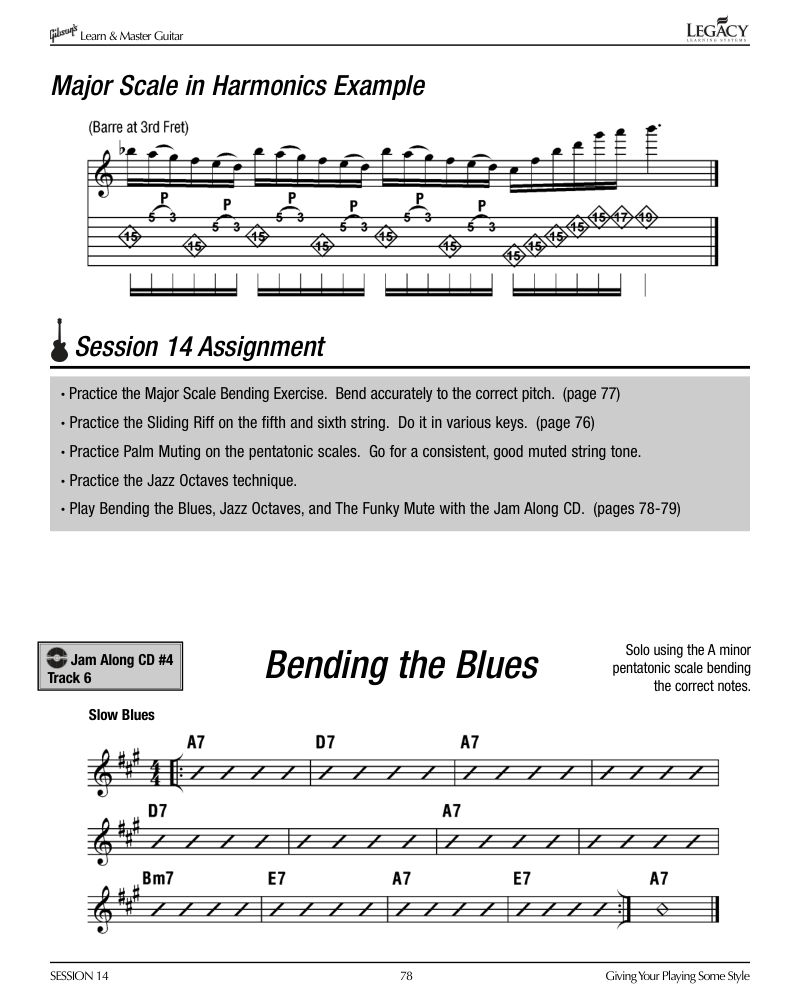 Gibson's Learn & Master Guitar
LEGACY
LEARNING SYSTEMS
Major Scale in Harmonics Example
(Barre at 3rd Fret)
P P P P P P
15 5 3 15 5 3 15 5 3 15 5 3 15 5 3 15 5 3 15 15 15 15 15 17 19
Session 14 Assignment
• Practice the Major Scale Bending Exercise. Bend accurately to the correct pitch. (page 77)
• Practice the Sliding Riff on the fifth and sixth string. Do it in various keys. (page 76)
• Practice Palm Muting on the pentatonic scales. Go for a consistent, good muted string tone.
• Practice the Jazz Octaves technique.
• Play Bending the Blues, Jazz Octaves, and The Funky Mute with the Jam Along CD. (pages 78-79)
Jam Along CD #4
Track 6
Bending the Blues
Solo using the A minor
pentatonic scale bending
the correct notes.
Slow Blues
A7 D7 A7
4
4
D7 A7
Bm7 E7 A7 E7 A7
SESSION 14 78 Giving Your Playing Some Style